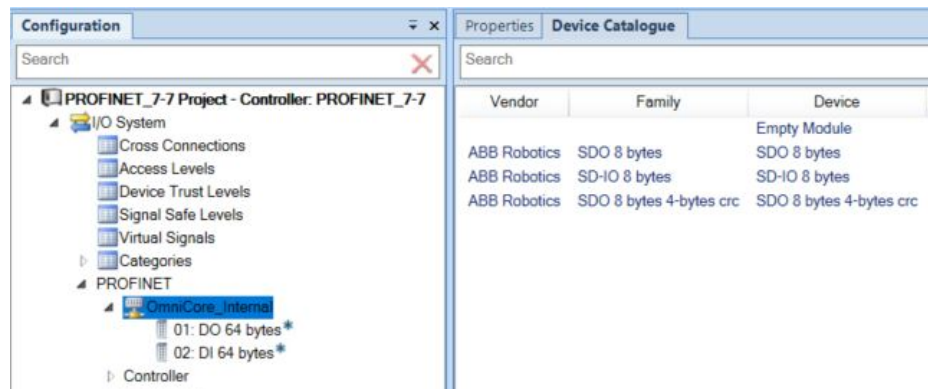 Configuration
Search
PROFINET_7-7 Project - Controller: PROFINET_7-7
I/O System
Cross Connections
Access Levels
Device Trust Levels
Signal Safe Levels
Virtual Signals
Categories
PROFINET
OmniCore_Internal
01: DO 64 bytes*
02: DI 64 bytes*
Controller
Properties Device Catalogue
Search
Vendor Family Device
Empty Module
ABB Robotics SDO 8 bytes SDO 8 bytes
ABB Robotics SD-IO 8 bytes SD-IO 8 bytes
ABB Robotics SDO 8 bytes 4-bytes crc SDO 8 bytes 4-bytes crc